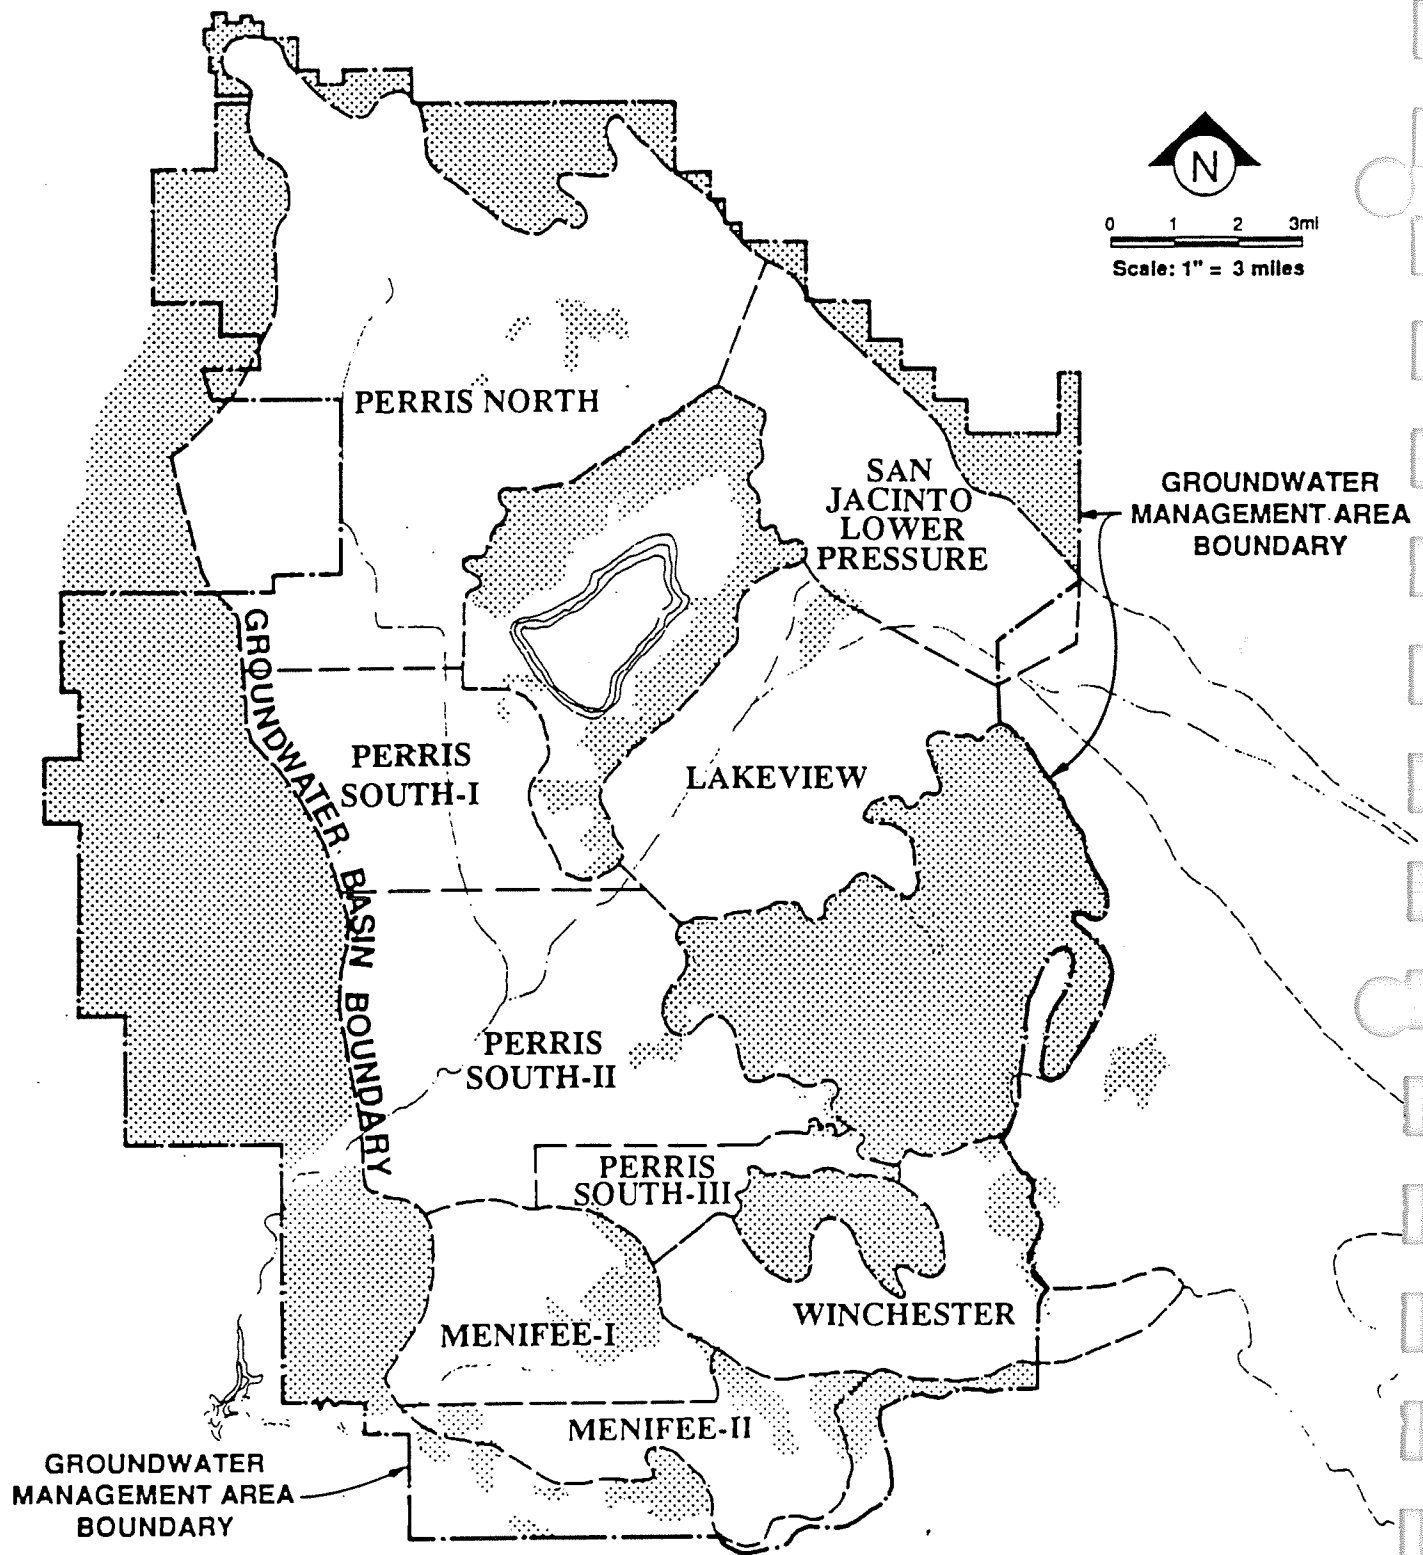 N
0 1 2 3mi
Scale: 1" = 3 miles
PERRIS NORTH
SAN
JACINTO
LOWER
PRESSURE
GROUNDWATER
MANAGEMENT AREA
BOUNDARY
GROUNDWATER BASIN BOUNDARY
PERRIS
SOUTH-I
LAKEVIEW
PERRIS
SOUTH-II
PERRIS
SOUTH-III
WINCHESTER
MENIFEE-I
MENIFEE-II
GROUNDWATER
MANAGEMENT AREA
BOUNDARY